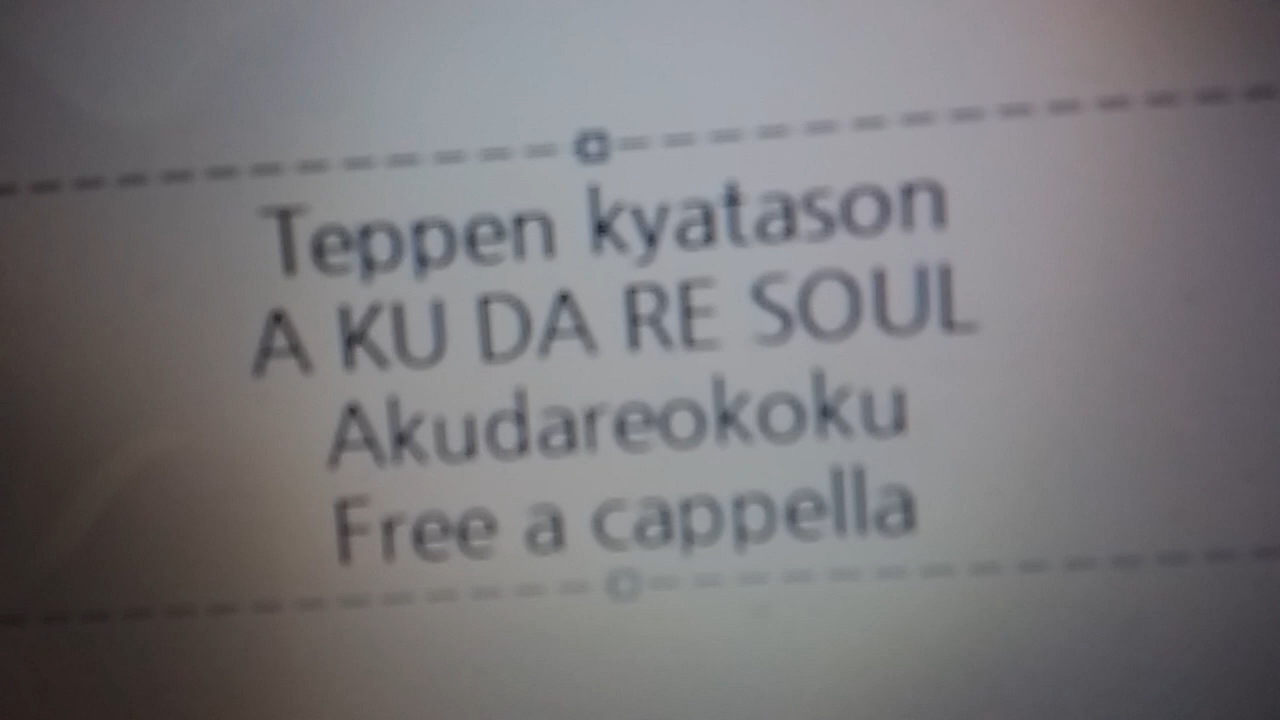 Teppen kyatason
A KU DA RE SOUL
Akudareokoku
Free a cappella